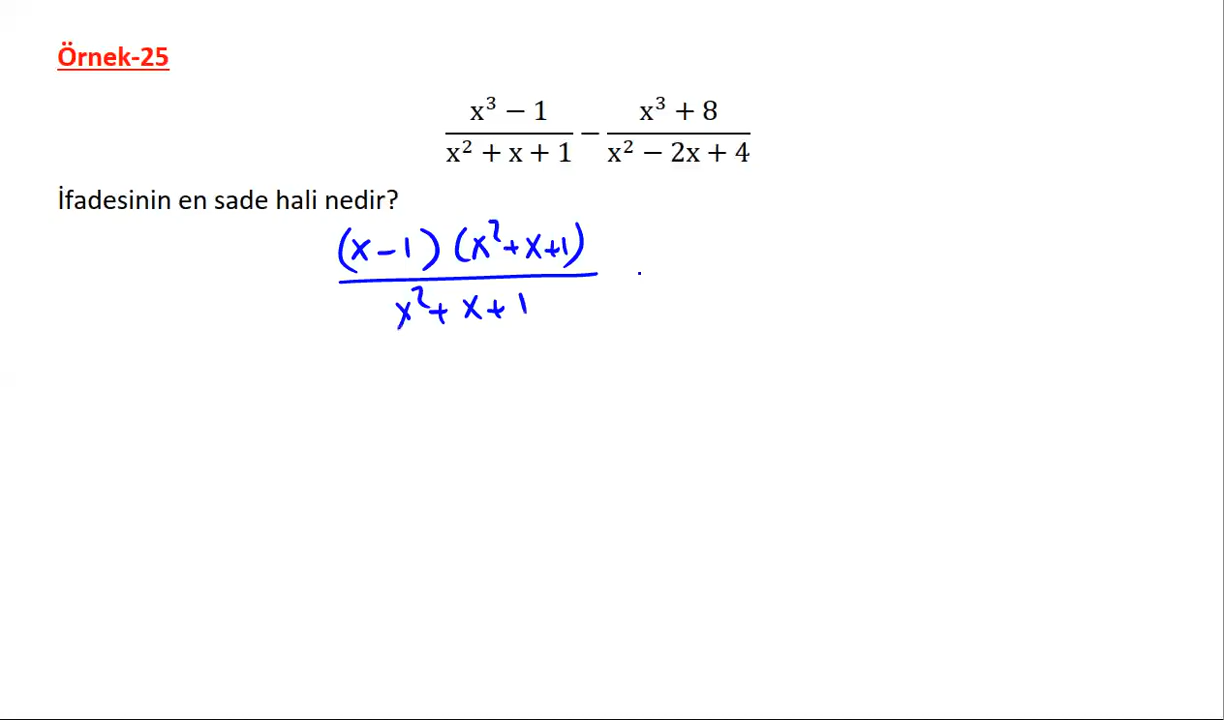 Örnek-25
x³ − 1 / x² + x + 1 − x³ + 8 / x² − 2x + 4
İfadesinin en sade hali nedir?
(x−1) (x²+x+1)
x²+x+1